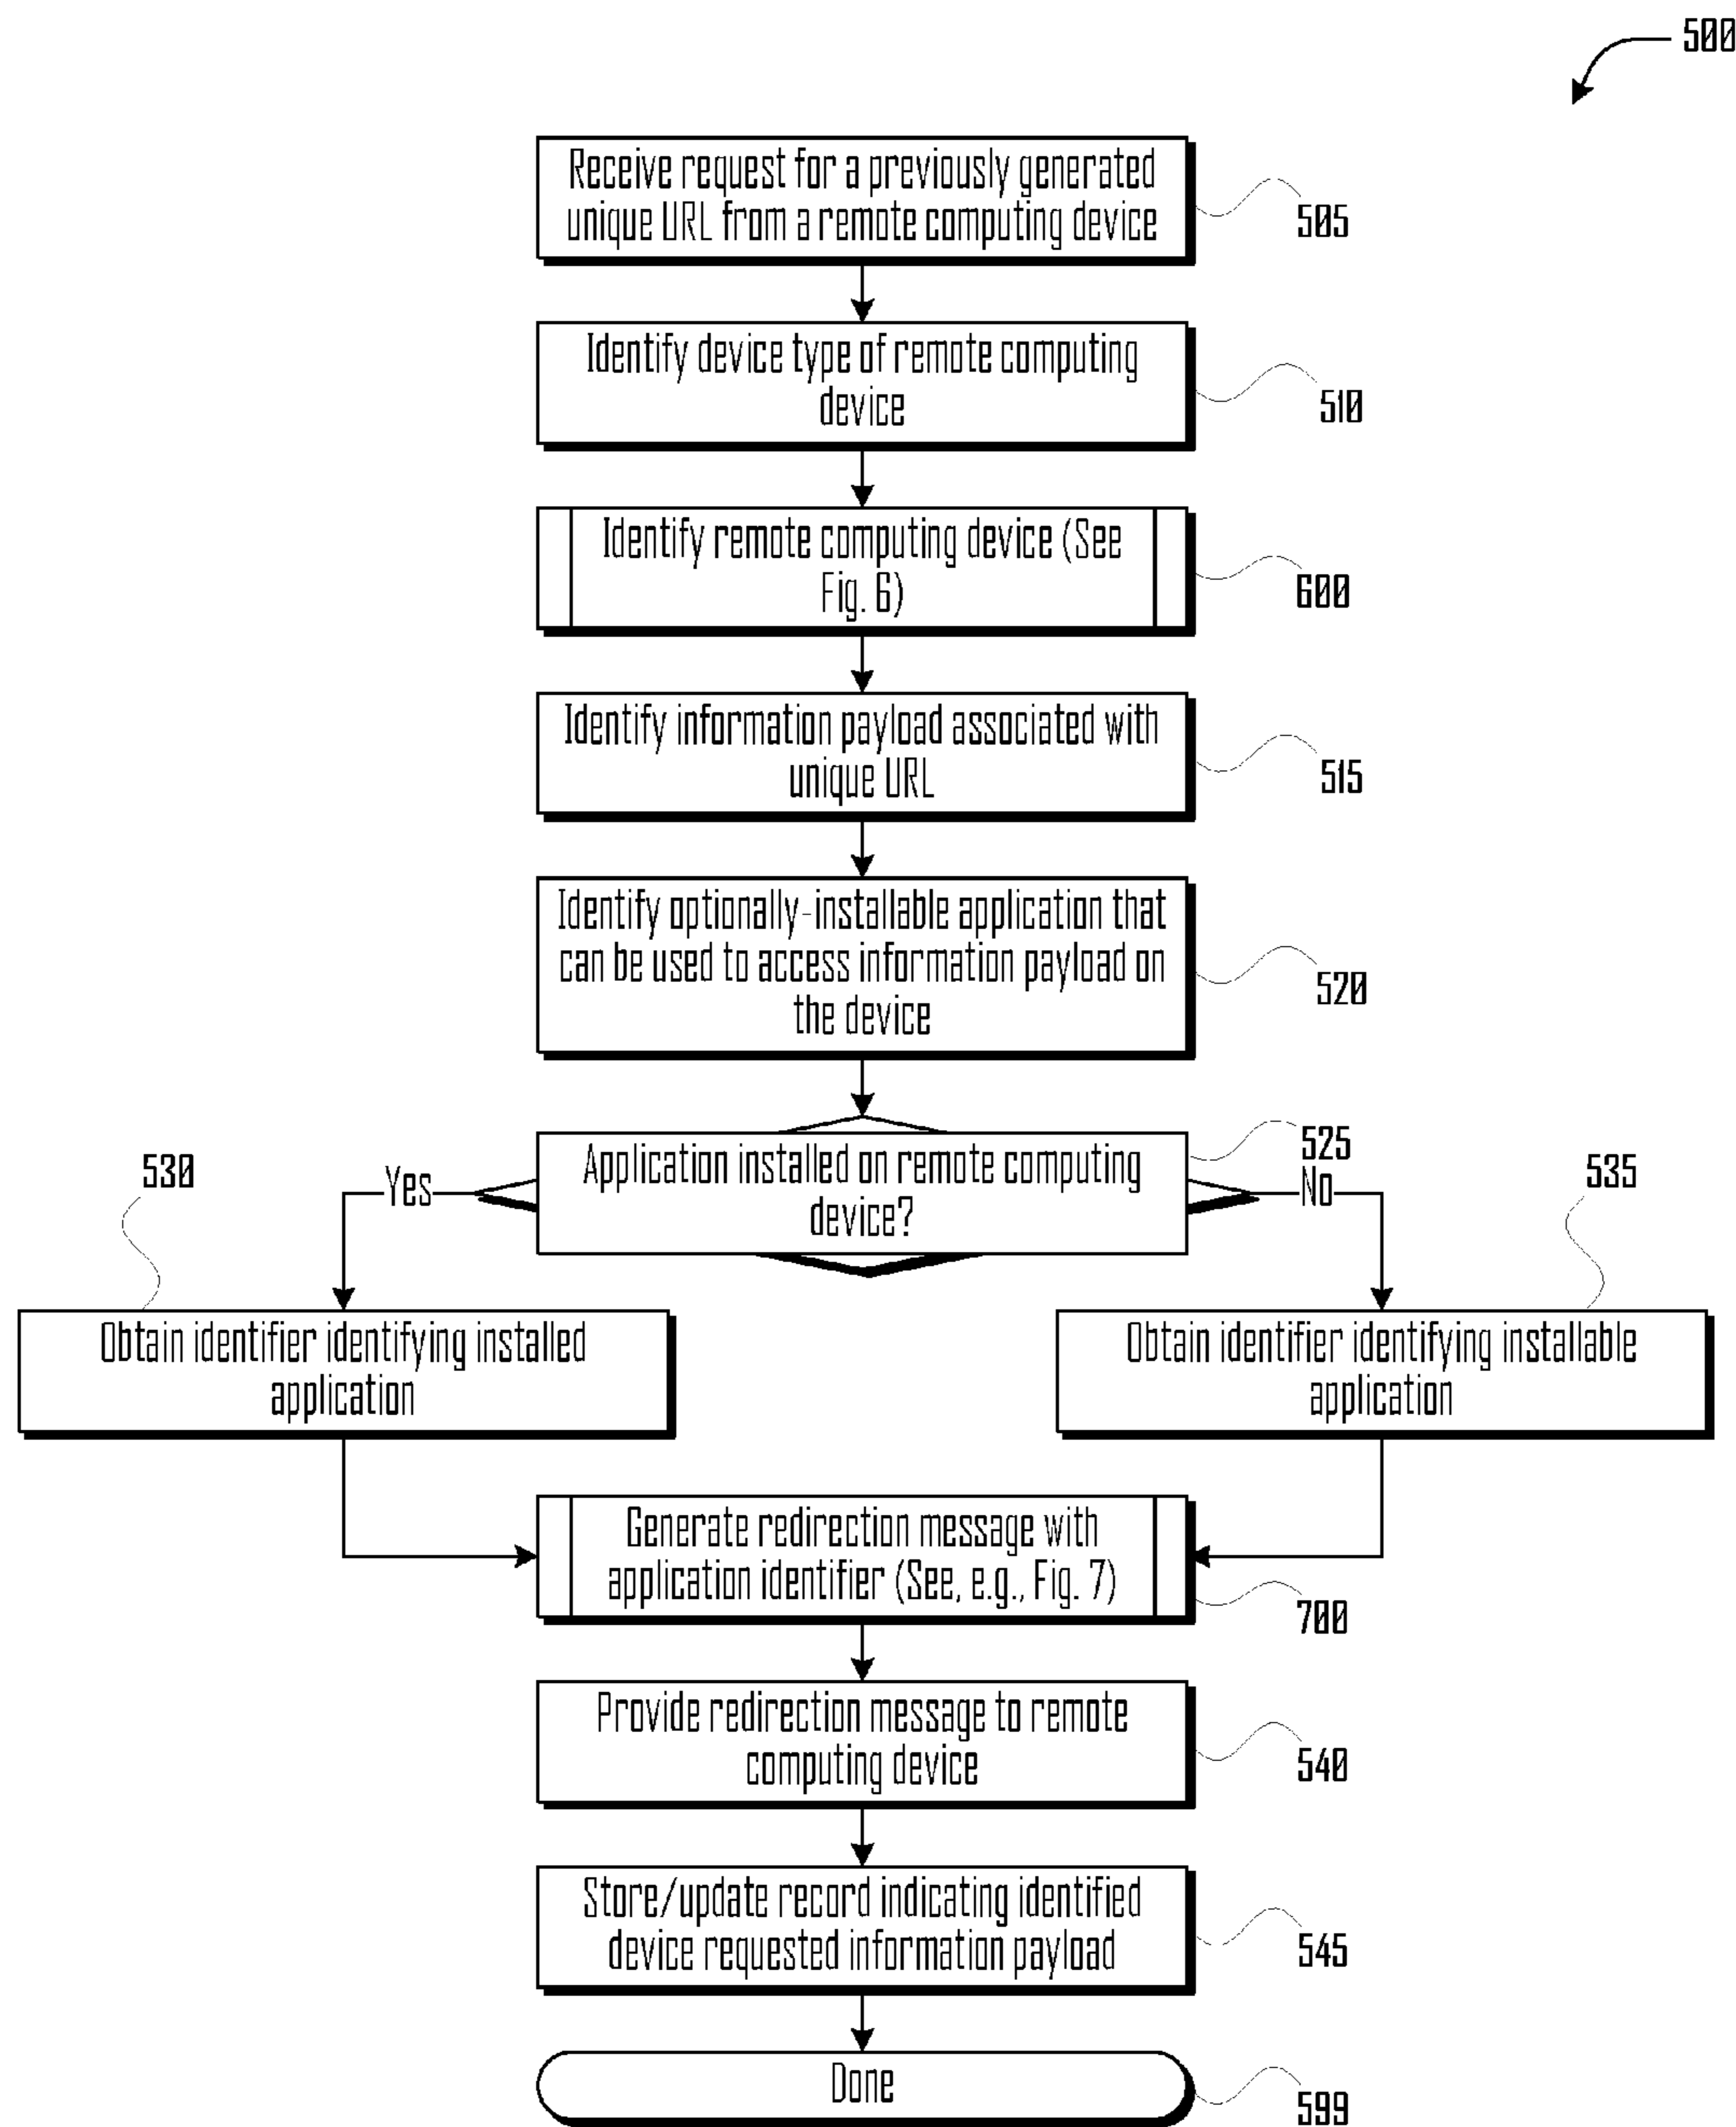 500
Receive request for a previously generated
unique URL from a remote computing device
505
Identify device type of remote computing
device
510
Identify remote computing device (See
Fig. 6)
600
Identify information payload associated with
unique URL
515
Identify optionally-installable application that
can be used to access information payload on
the device
520
Application installed on remote computing
device?
525
Yes
No
530
535
Obtain identifier identifying installed
application
Obtain identifier identifying installable
application
Generate redirection message with
application identifier (See, e.g., Fig. 7)
700
Provide redirection message to remote
computing device
540
Store/update record indicating identified
device requested information payload
545
Done
599